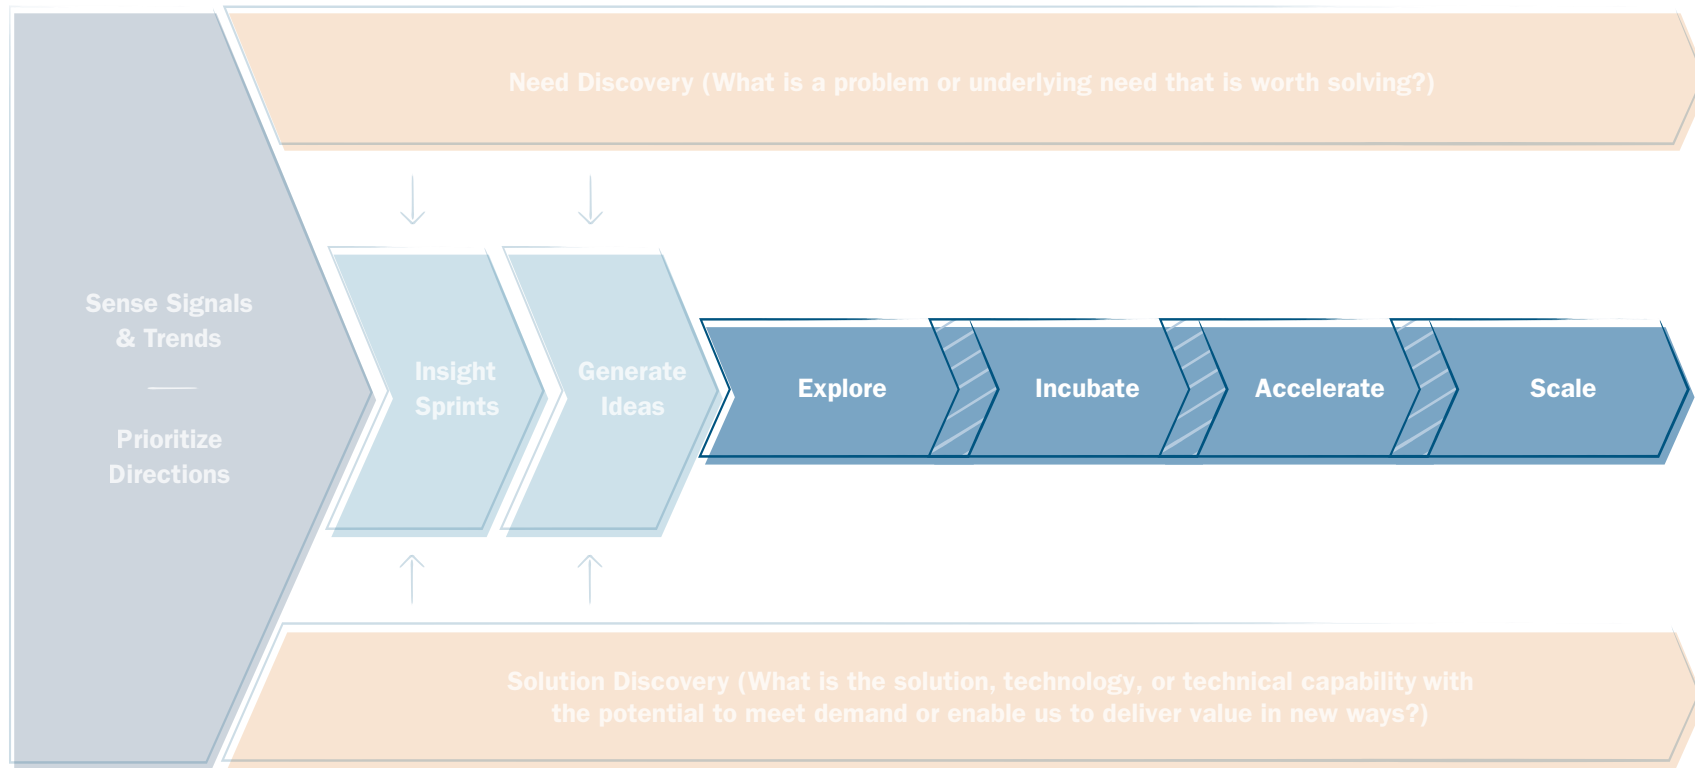 Need Discovery (What is a problem or underlying need that is worth solving?)
Sense Signals
& Trends
Prioritize
Directions
Insight
Sprints
Generate
Ideas
Explore
Incubate
Accelerate
Scale
Solution Discovery (What is the solution, technology, or technical capability with
the potential to meet demand or enable us to deliver value in new ways?)